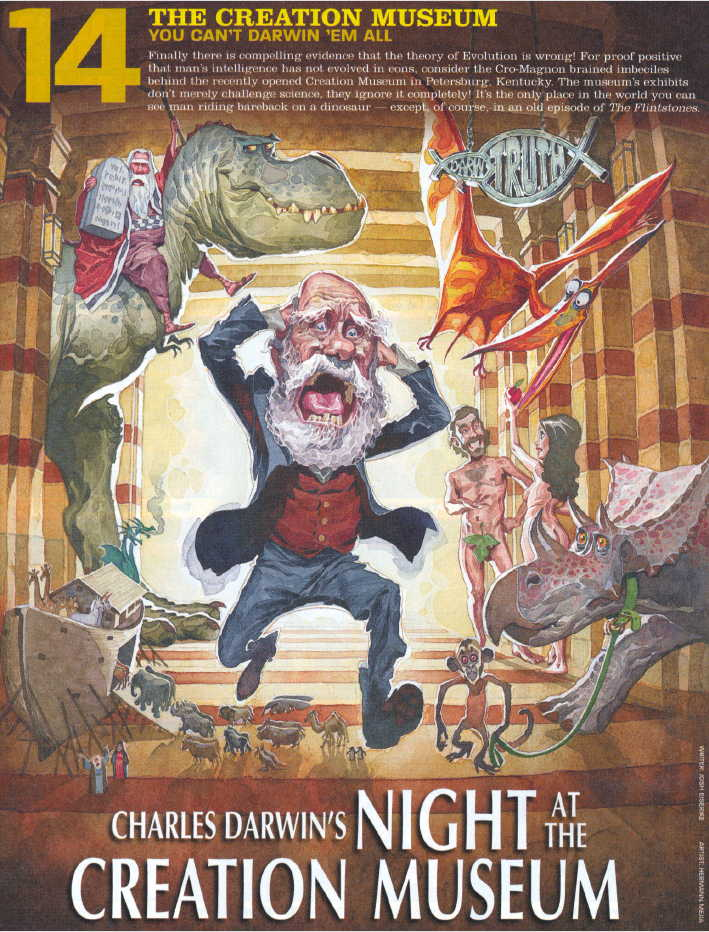 14
THE CREATION MUSEUM
YOU CAN'T DARWIN 'EM ALL
Finally there is compelling evidence that the theory of Evolution is wrong! For proof positive
that man's intelligence has not evolved in eons, consider the Cro-Magnon brained imbeciles
behind the recently opened Creation Museum in Petersburg, Kentucky. The museum's exhibits
don't merely challenge science, they ignore it completely! It's the only place in the world you can
see man riding bareback on a dinosaur — except, of course, in an old episode of The Flintstones.
TRUTH
CHARLES DARWIN'S NIGHT AT THE
CREATION MUSEUM
WRITER:
ARTIST: HERMANN MEJIA